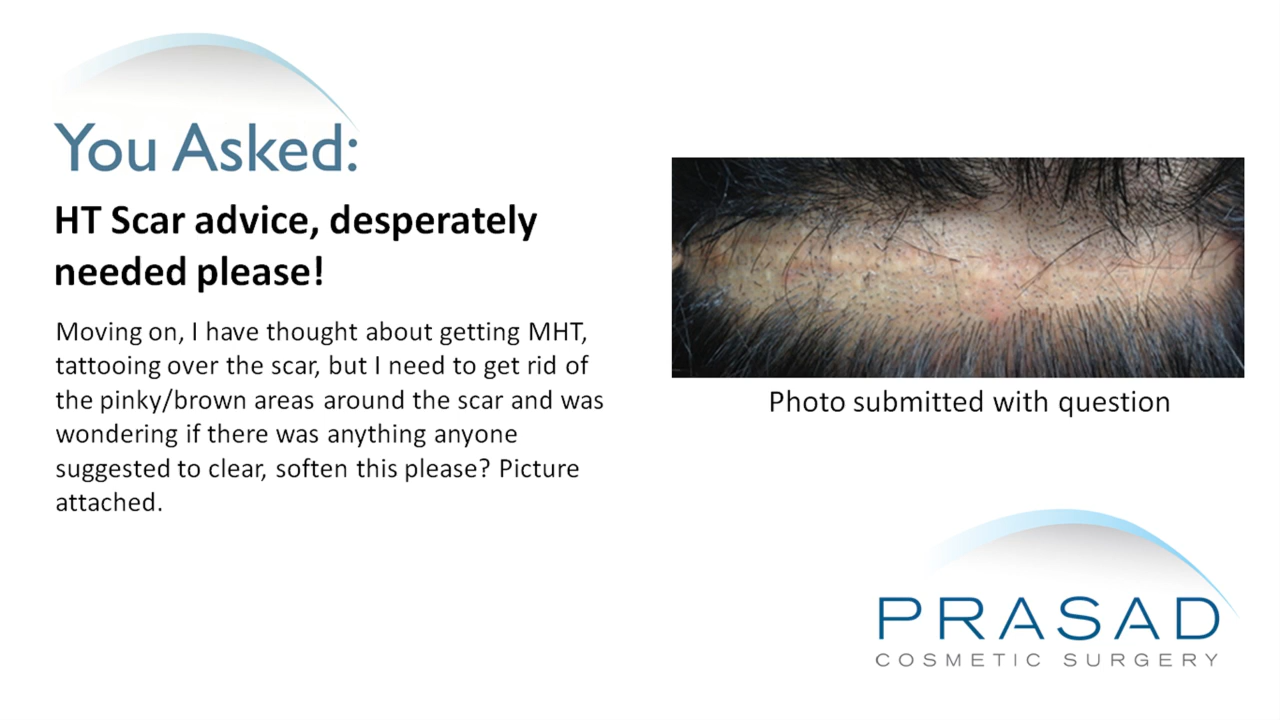 You Asked:
HT Scar advice, desperately
needed please!
Moving on, I have thought about getting MHT,
tattooing over the scar, but I need to get rid of
the pinky/brown areas around the scar and was
wondering if there was anything anyone
suggested to clear, soften this please? Picture
attached.
Photo submitted with question
PRASAD
COSMETIC SURGERY